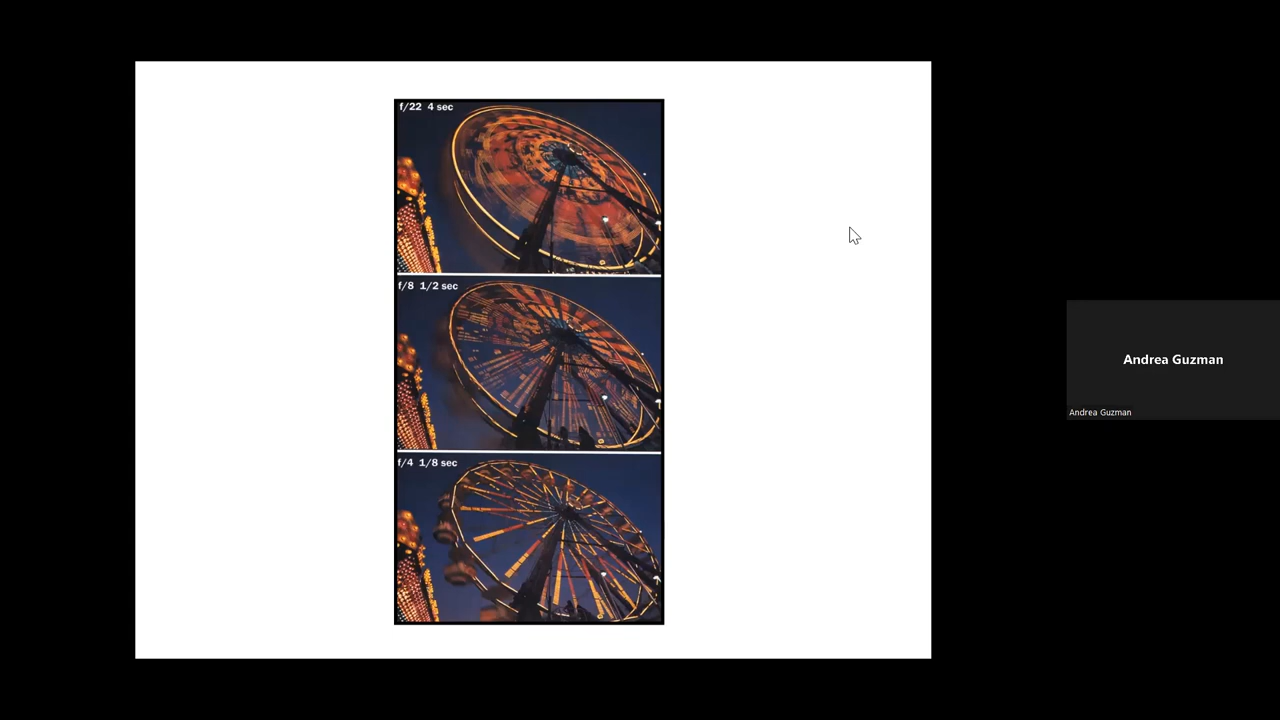 f/22 4 sec
f/8 1/2 sec
f/4 1/8 sec
Andrea Guzman
Andrea Guzman